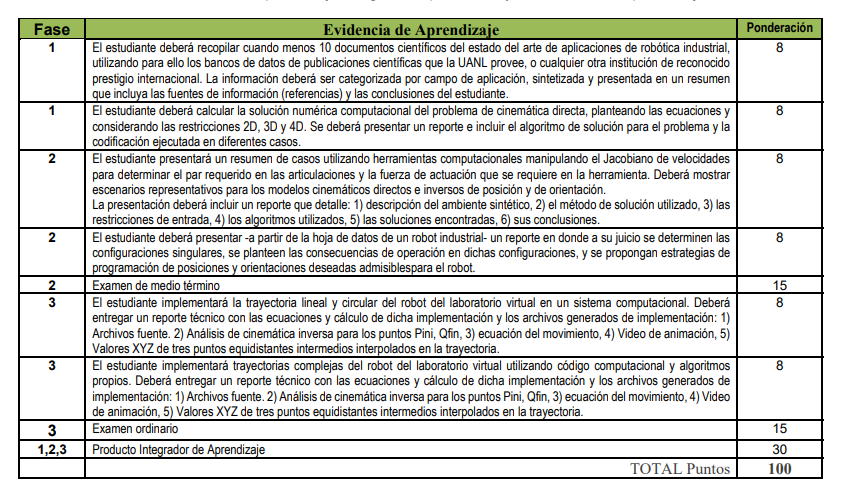 Fase Evidencia de Aprendizaje Ponderación
1 El estudiante deberá recopilar cuando menos 10 documentos científicos del estado del arte de aplicaciones de robótica industrial, 8
utilizando para ello los bancos de datos de publicaciones científicas que la UANL provee, o cualquier otra institución de reconocido
prestigio internacional. La información deberá ser categorizada por campo de aplicación, sintetizada y presentada en un resumen
que incluya las fuentes de información (referencias) y las conclusiones del estudiante.
1 El estudiante deberá calcular la solución numérica computacional del problema de cinemática directa, planteando las ecuaciones y 8
considerando las restricciones 2D, 3D y 4D. Se deberá presentar un reporte e incluir el algoritmo de solución para el problema y la
codificación ejecutada en diferentes casos.
2 El estudiante presentará un resumen de casos utilizando herramientas computacionales manipulando el Jacobiano de velocidades 8
para determinar el par requerido en las articulaciones y la fuerza de actuación que se requiere en la herramienta. Deberá mostrar
escenarios representativos para los modelos cinemáticos directos e inversos de posición y de orientación.
La presentación deberá incluir un reporte que detalle: 1) descripción del ambiente sintético, 2) el método de solución utilizado, 3) las
restricciones de entrada, 4) los algoritmos utilizados, 5) las soluciones encontradas, 6) sus conclusiones.
2 El estudiante deberá presentar -a partir de la hoja de datos de un robot industrial- un reporte en donde a su juicio se determinen las 8
configuraciones singulares, se planteen las consecuencias de operación en dichas configuraciones, y se propongan estrategias de
programación de posiciones y orientaciones deseadas admisiblespara el robot.
2 Examen de medio término 15
3 El estudiante implementará la trayectoria lineal y circular del robot del laboratorio virtual en un sistema computacional. Deberá 8
entregar un reporte técnico con las ecuaciones y cálculo de dicha implementación y los archivos generados de implementación: 1)
Archivos fuente. 2) Análisis de cinemática inversa para los puntos Pini, Qfin, 3) ecuación del movimiento, 4) Video de animación, 5)
Valores XYZ de tres puntos equidistantes intermedios interpolados en la trayectoria.
3 El estudiante implementará trayectorias complejas del robot del laboratorio virtual utilizando código computacional y algoritmos 8
propios. Deberá entregar un reporte técnico con las ecuaciones y cálculo de dicha implementación y los archivos generados de
implementación: 1) Archivos fuente. 2) Análisis de cinemática inversa para los puntos Pini, Qfin, 3) ecuación del movimiento, 4) Video
de animación, 5) Valores XYZ de tres puntos equidistantes intermedios interpolados en la trayectoria.
3 Examen ordinario 15
1,2,3 Producto Integrador de Aprendizaje 30
TOTAL Puntos 100